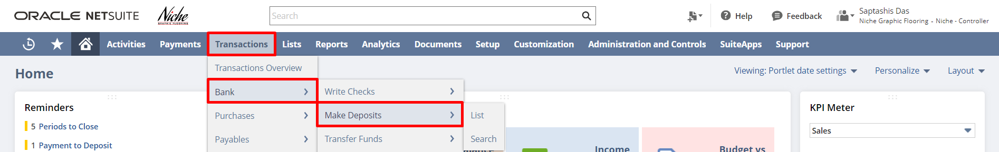 ORACLE NETSUITE
Niche
GRAPHIC FLOORING
Search
Help
Feedback
Saptashis Das
Niche Graphic Flooring - Niche - Controller
Activities Payments Transactions Lists Reports Analytics Documents Setup Customization Administration and Controls SuiteApps Support
Home
Transactions Overview
Viewing: Portlet date settings Personalize Layout
Bank
Write Checks
Reminders
Purchases
Make Deposits
List
KPI Meter
5 Periods to Close
Sales
Payables
Transfer Funds
Search
1 Payment to Deposit
Income
Budget vs